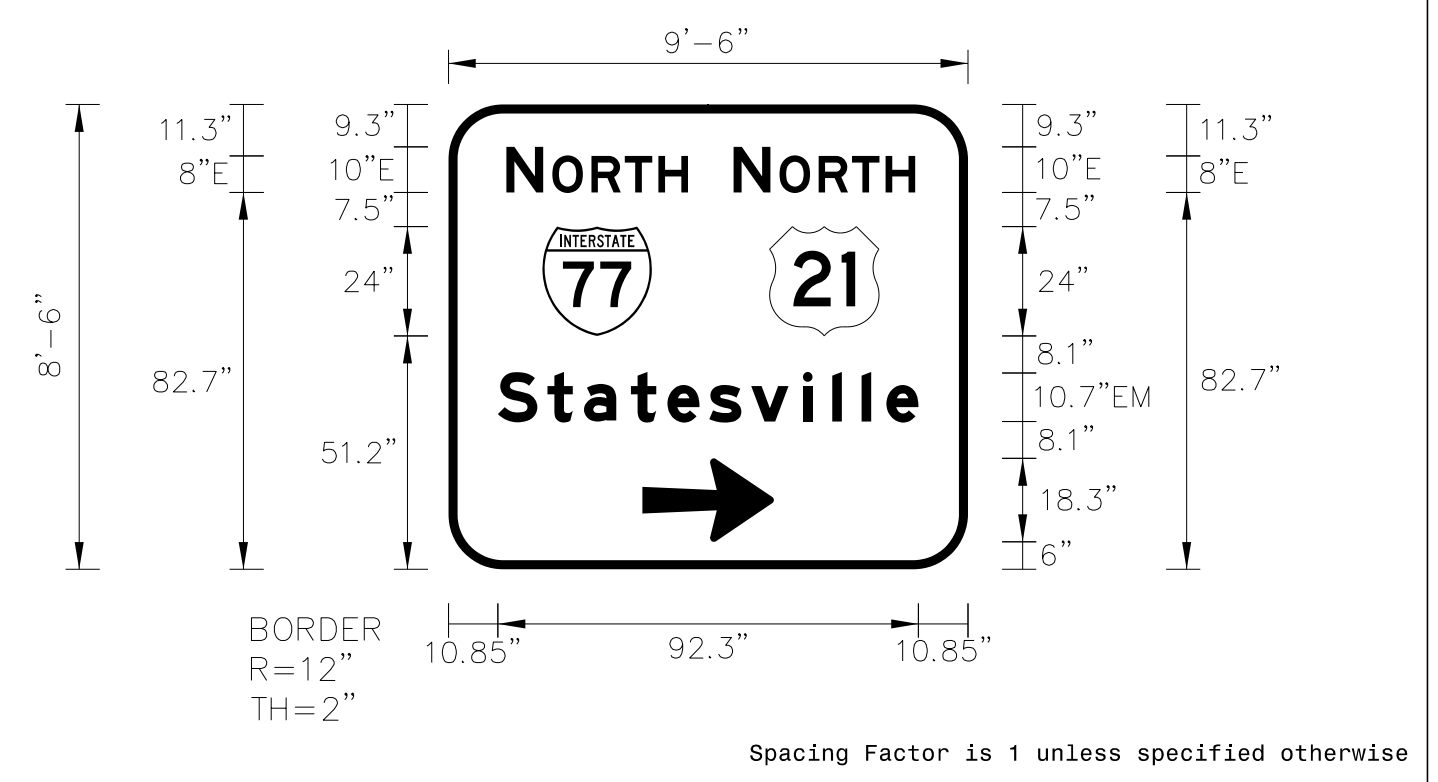 9’-6”
11.3” 9.3” 9.3” 11.3”
NORTH NORTH
8”E 10”E 10”E 8”E
7.5” 7.5”
INTERSTATE
77 21
24” 24”
8’-6”
8.1”
82.7” 82.7”
Statesville
10.7”EM
51.2” 8.1”
18.3”
6”
BORDER
R=12”
TH=2”
10.85” 92.3” 10.85”
Spacing Factor is 1 unless specified otherwise